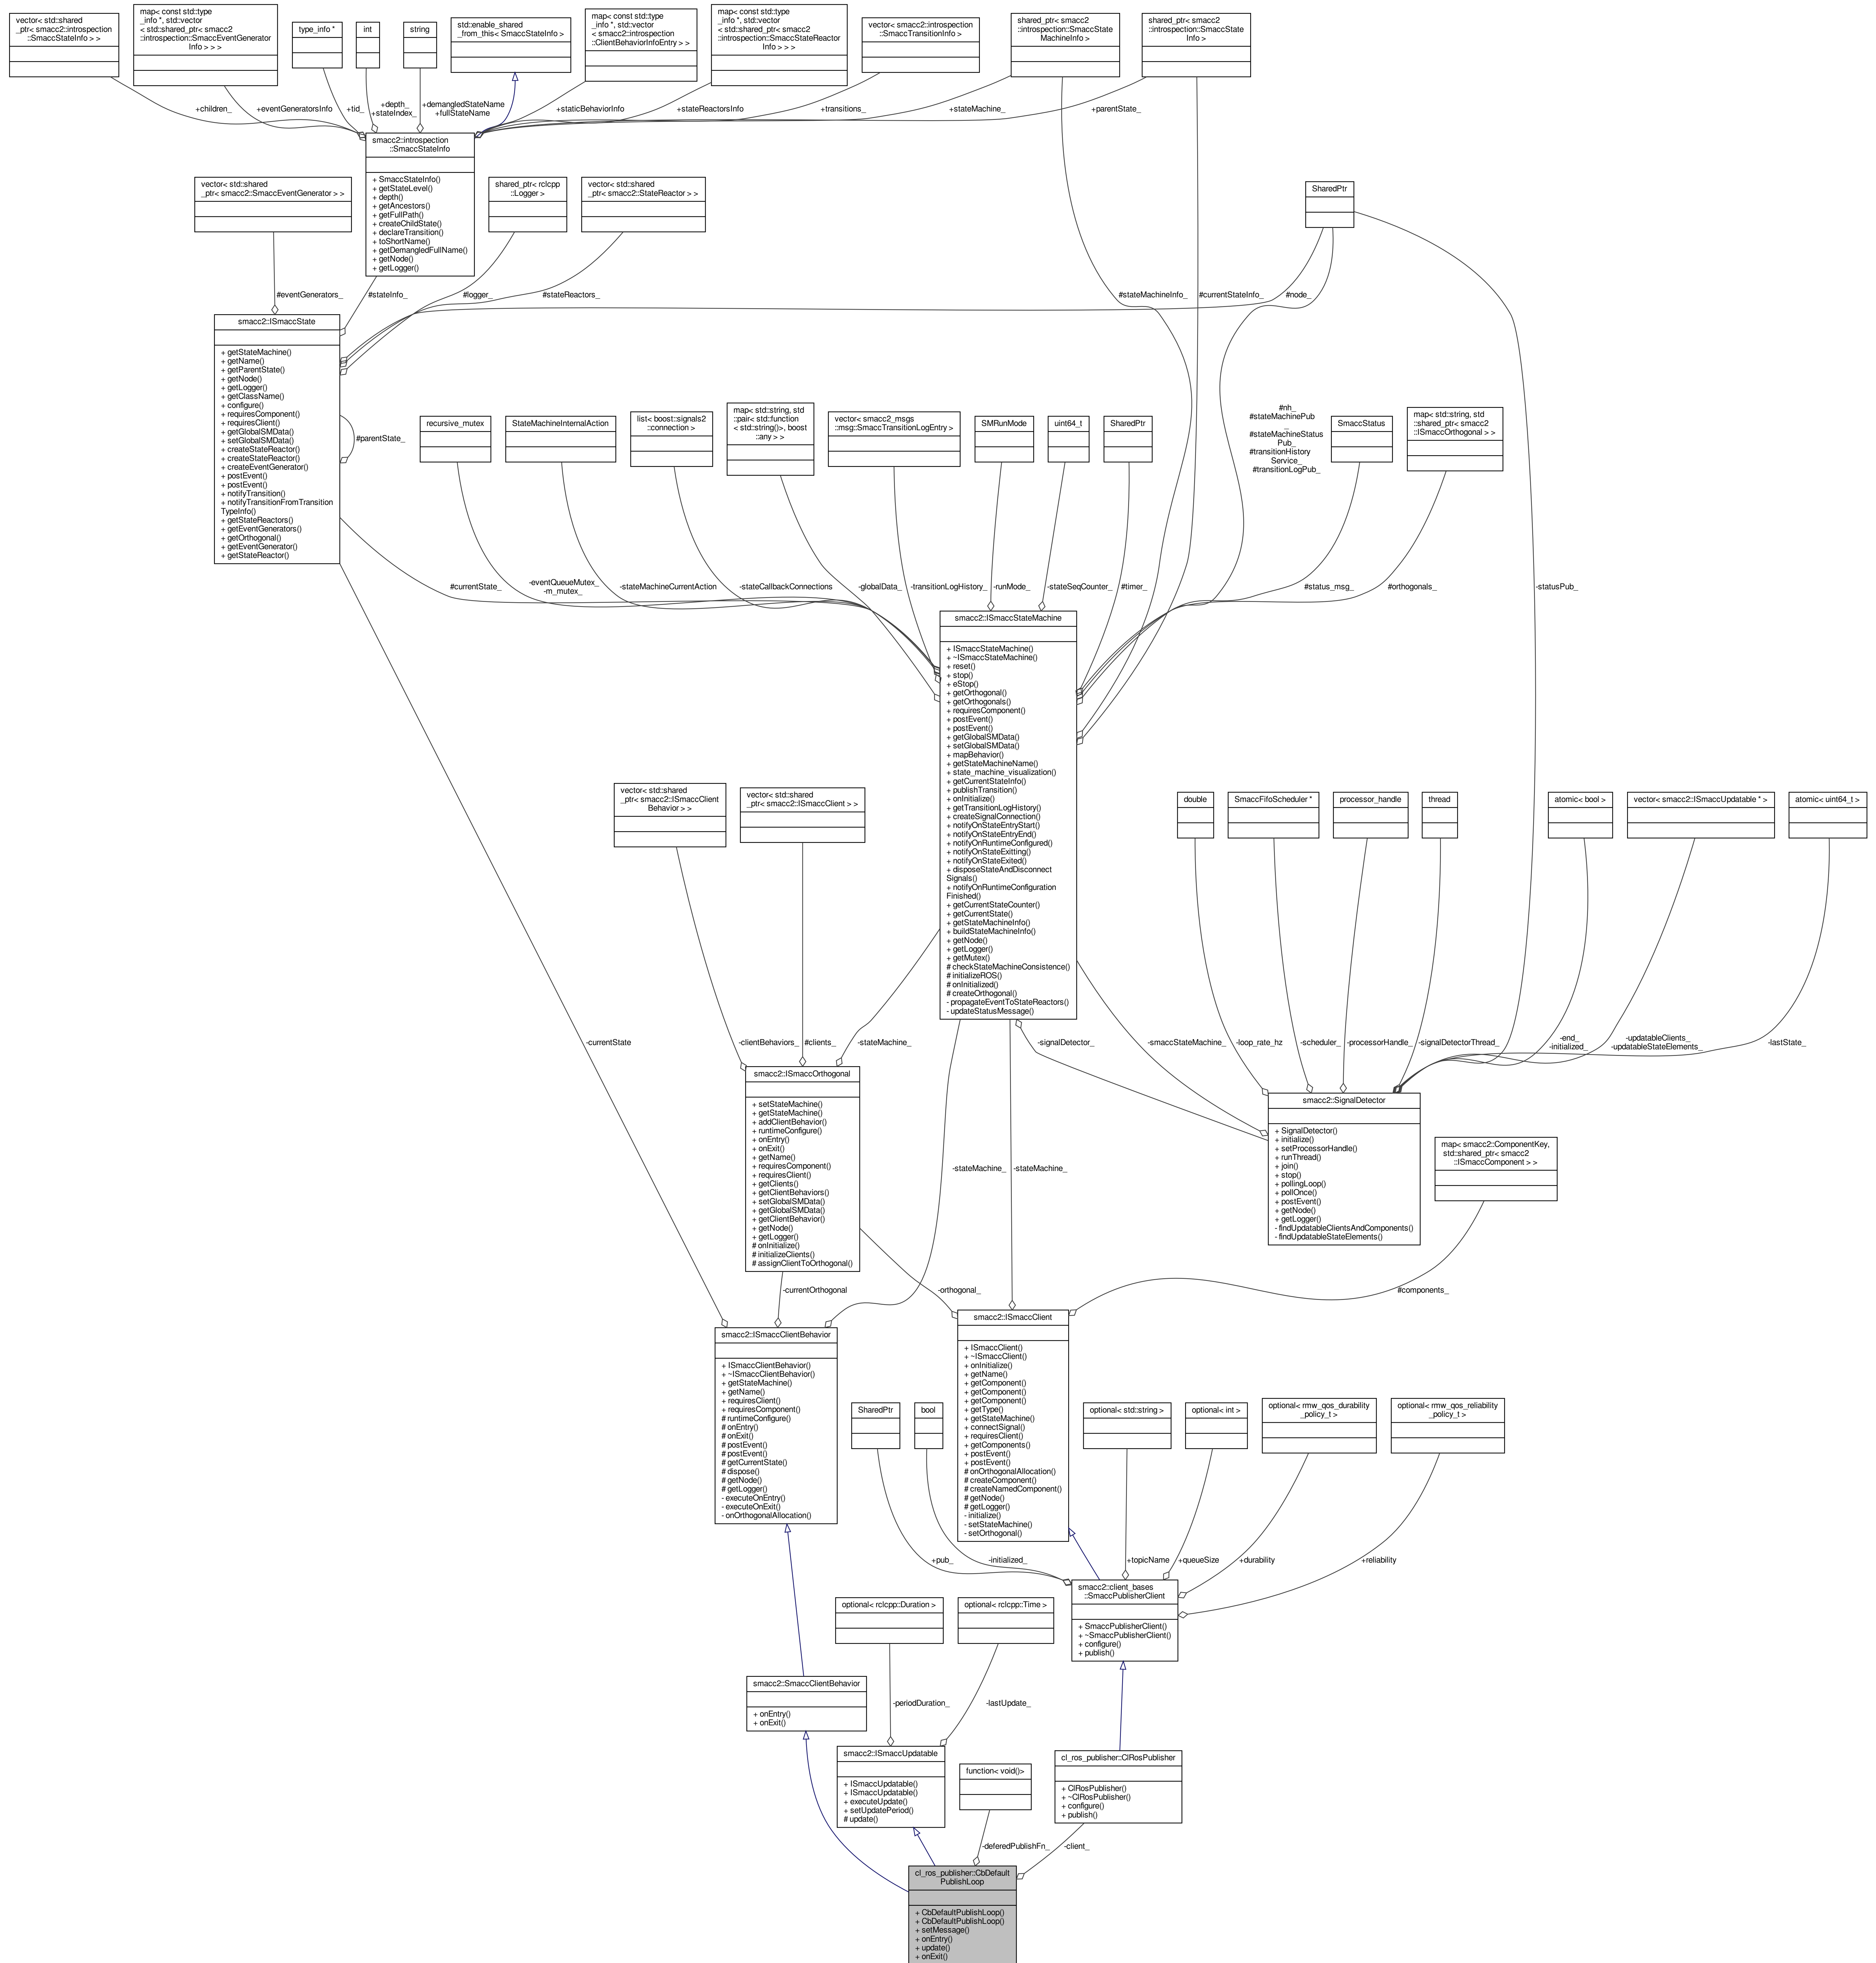 vector< std::shared
_ptr< smacc2::introspection
::SmaccStateInfo > >
map< const std::type
_info *, std::vector
< std::shared_ptr< smacc2
::introspection::SmaccEventGenerator
Info > > >
type_info *
int
string
std::enable_shared
_from_this< SmaccStateInfo >
map< const std::type
_info *, std::vector
< smacc2::introspection
::ClientBehaviorInfoEntry > >
map< const std::type
_info *, std::vector
< std::shared_ptr< smacc2
::introspection::SmaccStateReactor
Info > > >
vector< smacc2::introspection
::SmaccTransitionInfo >
shared_ptr< smacc2
::introspection::SmaccState
MachineInfo >
shared_ptr< smacc2
::introspection::SmaccState
Info >
+children_
+eventGeneratorsInfo
+tid_
+depth_
+stateIndex_
+demangledStateName
+fullStateName
+staticBehaviorInfo
+stateReactorsInfo
+transitions_
+stateMachine_
+parentState_
smacc2::introspection
::SmaccStateInfo
+ SmaccStateInfo()
+ getStateLevel()
+ depth()
+ getAncestors()
+ getFullPath()
+ createChildState()
+ declareTransition()
+ toShortName()
+ getDemangledFullName()
+ getNode()
+ getLogger()
vector< std::shared
_ptr< smacc2::SmaccEventGenerator > >
shared_ptr< rclcpp
::Logger >
vector< std::shared
_ptr< smacc2::StateReactor > >
SharedPtr
#eventGenerators_
#stateInfo_
#logger_
#stateReactors_
#stateMachineInfo_
#currentStateInfo_
#node_
smacc2::ISmaccState
+ getStateMachine()
+ getName()
+ getParentState()
+ getNode()
+ getLogger()
+ getClassName()
+ configure()
+ requiresComponent()
+ requiresClient()
+ getGlobalSMData()
+ setGlobalSMData()
+ createStateReactor()
+ createStateReactor()
+ createEventGenerator()
+ postEvent()
+ postEvent()
+ notifyTransition()
+ notifyTransitionFromTransition
TypeInfo()
+ getStateReactors()
+ getEventGenerators()
+ getOrthogonal()
+ getEventGenerator()
+ getStateReactor()
#parentState_
recursive_mutex
StateMachineInternalAction
list< boost::signals2
::connection >
map< std::string, std
::pair< std::function
< std::string()>, boost
::any > >
vector< smacc2_msgs
::msg::SmaccTransitionLogEntry >
SMRunMode
uint64_t
SharedPtr
#nh_
#stateMachinePub
_
#stateMachineStatus
Pub_
#transitionHistory
Service_
#transitionLogPub_
SmaccStatus
map< std::string, std
::shared_ptr< smacc2
::ISmaccOrthogonal > >
#currentState_
-eventQueueMutex_
-m_mutex_
-stateMachineCurrentAction
-stateCallbackConnections
-globalData_
-transitionLogHistory_
-runMode_
-stateSeqCounter_
#timer_
#status_msg_
#orthogonals_
-statusPub_
smacc2::ISmaccStateMachine
+ ISmaccStateMachine()
+ ~ISmaccStateMachine()
+ reset()
+ stop()
+ eStop()
+ getOrthogonal()
+ getOrthogonals()
+ requiresComponent()
+ postEvent()
+ postEvent()
+ getGlobalSMData()
+ setGlobalSMData()
+ mapBehavior()
+ getStateMachineName()
+ state_machine_visualization()
+ getCurrentStateInfo()
+ publishTransition()
+ onInitialize()
+ getTransitionLogHistory()
+ createSignalConnection()
+ notifyOnStateEntryStart()
+ notifyOnStateEntryEnd()
+ notifyOnRuntimeConfigured()
+ notifyOnStateExitting()
+ notifyOnStateExited()
+ disposeStateAndDisconnect
Signals()
+ notifyOnRuntimeConfiguration
Finished()
+ getCurrentStateCounter()
+ getCurrentState()
+ getStateMachineInfo()
+ buildStateMachineInfo()
+ getNode()
+ getLogger()
+ getMutex()
# checkStateMachineConsistence()
# initializeROS()
# onInitialized()
# createOrthogonal()
- propagateEventToStateReactors()
- updateStatusMessage()
vector< std::shared
_ptr< smacc2::ISmaccClient
Behavior > >
vector< std::shared
_ptr< smacc2::ISmaccClient > >
double
SmaccFifoScheduler *
processor_handle
thread
atomic< bool >
vector< smacc2::ISmaccUpdatable * >
atomic< uint64_t >
-currentState
-clientBehaviors_
#clients_
-stateMachine_
-signalDetector_
-smaccStateMachine_
-loop_rate_hz
-scheduler_
-processorHandle_
-signalDetectorThread_
-end_
-initialized_
-updatableClients_
-updatableStateElements_
-lastState_
smacc2::ISmaccOrthogonal
+ setStateMachine()
+ getStateMachine()
+ addClientBehavior()
+ runtimeConfigure()
+ onEntry()
+ onExit()
+ getName()
+ requiresComponent()
+ requiresClient()
+ getClients()
+ getClientBehaviors()
+ setGlobalSMData()
+ getGlobalSMData()
+ getClientBehavior()
+ getNode()
+ getLogger()
# onInitialize()
# initializeClients()
# assignClientToOrthogonal()
smacc2::SignalDetector
+ SignalDetector()
+ initialize()
+ setProcessorHandle()
+ runThread()
+ join()
+ stop()
+ pollingLoop()
+ pollOnce()
+ postEvent()
+ getNode()
+ getLogger()
- findUpdatableClientsAndComponents()
- findUpdatableStateElements()
map< smacc2::ComponentKey,
std::shared_ptr< smacc2
::ISmaccComponent > >
-stateMachine_
-stateMachine_
-currentOrthogonal
-orthogonal_
#components_
smacc2::ISmaccClientBehavior
+ ISmaccClientBehavior()
+ ~ISmaccClientBehavior()
+ getStateMachine()
+ getName()
+ requiresClient()
+ requiresComponent()
# runtimeConfigure()
# onEntry()
# onExit()
# postEvent()
# postEvent()
# getCurrentState()
# dispose()
# getNode()
# getLogger()
- executeOnEntry()
- executeOnExit()
- onOrthogonalAllocation()
smacc2::ISmaccClient
+ ISmaccClient()
+ ~ISmaccClient()
+ onInitialize()
+ getName()
+ getComponent()
+ getComponent()
+ getComponent()
+ getType()
+ getStateMachine()
+ connectSignal()
+ requiresClient()
+ getComponents()
+ postEvent()
+ postEvent()
# onOrthogonalAllocation()
# createComponent()
# createNamedComponent()
# getNode()
# getLogger()
- initialize()
- setStateMachine()
- setOrthogonal()
SharedPtr
bool
optional< std::string >
optional< int >
optional< rmw_qos_durability
_policy_t >
optional< rmw_qos_reliability
_policy_t >
+pub_
-initialized_
+topicName
+queueSize
+durability
+reliability
smacc2::client_bases
::SmaccPublisherClient
+ SmaccPublisherClient()
+ ~SmaccPublisherClient()
+ configure()
+ publish()
optional< rclcpp::Duration >
optional< rclcpp::Time >
smacc2::SmaccClientBehavior
+ onEntry()
+ onExit()
-periodDuration_
-lastUpdate_
smacc2::ISmaccUpdatable
+ ISmaccUpdatable()
+ ISmaccUpdatable()
+ executeUpdate()
+ setUpdatePeriod()
# update()
function< void()>
cl_ros_publisher::ClRosPublisher
+ ClRosPublisher()
+ ~ClRosPublisher()
+ configure()
+ publish()
-deferedPublishFn_
-client_
cl_ros_publisher::CbDefault
PublishLoop
+ CbDefaultPublishLoop()
+ CbDefaultPublishLoop()
+ setMessage()
+ onEntry()
+ update()
+ onExit()